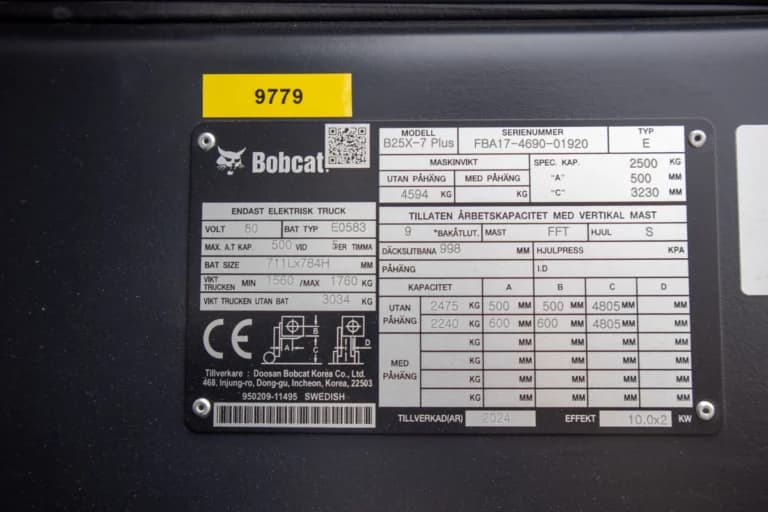 9779
Bobcat.
MODELL B25X-7 Plus SERIENUMMER FBA17-4690-01920 TYP E
MASKINVIKT
UTAN PÅHÄNG MED PÅHÄNG
4594 KG KG
SPEC. KAP. 2500 KG
"A" 500 MM
"C" 3230 MM
ENDAST ELEKTRISK TRUCK
VOLT 80 BAT TYP E0583
MAX. A.T KAP. 500 VID 5 PER TIMMA
BAT SIZE 711Lx784H MM
VIKT TRUCKEN MIN 1560 /MAX 1760 KG
VIKT TRUCKEN UTAN BAT 3034 KG
TILLATEN ÅRBETSKAPACITET MED VERTIKAL MAST
9 °BAKÅTLUT. MAST FFT HJUL S
DÄCKSLITBANA 998 MM HJULPRESS KPA
PÅHÄNG I.D
KAPACITET A B C D
UTAN PÅHÄNG
2475 KG 500 MM 500 MM 4805 MM MM
2240 KG 600 MM 600 MM 4805 MM MM
MED PÅHÄNG
KG MM MM MM MM
KG MM MM MM MM
KG MM MM MM MM
KG MM MM MM MM
CE
B
A
C
D
Tillverkare : Doosan Bobcat Korea Co., Ltd.
468, Injung-ro, Dong-gu, Incheon, Korea, 22503
950209-11495 SWEDISH
TILLVERKAD(AR) 2024 EFFEKT 10.0x2 KW